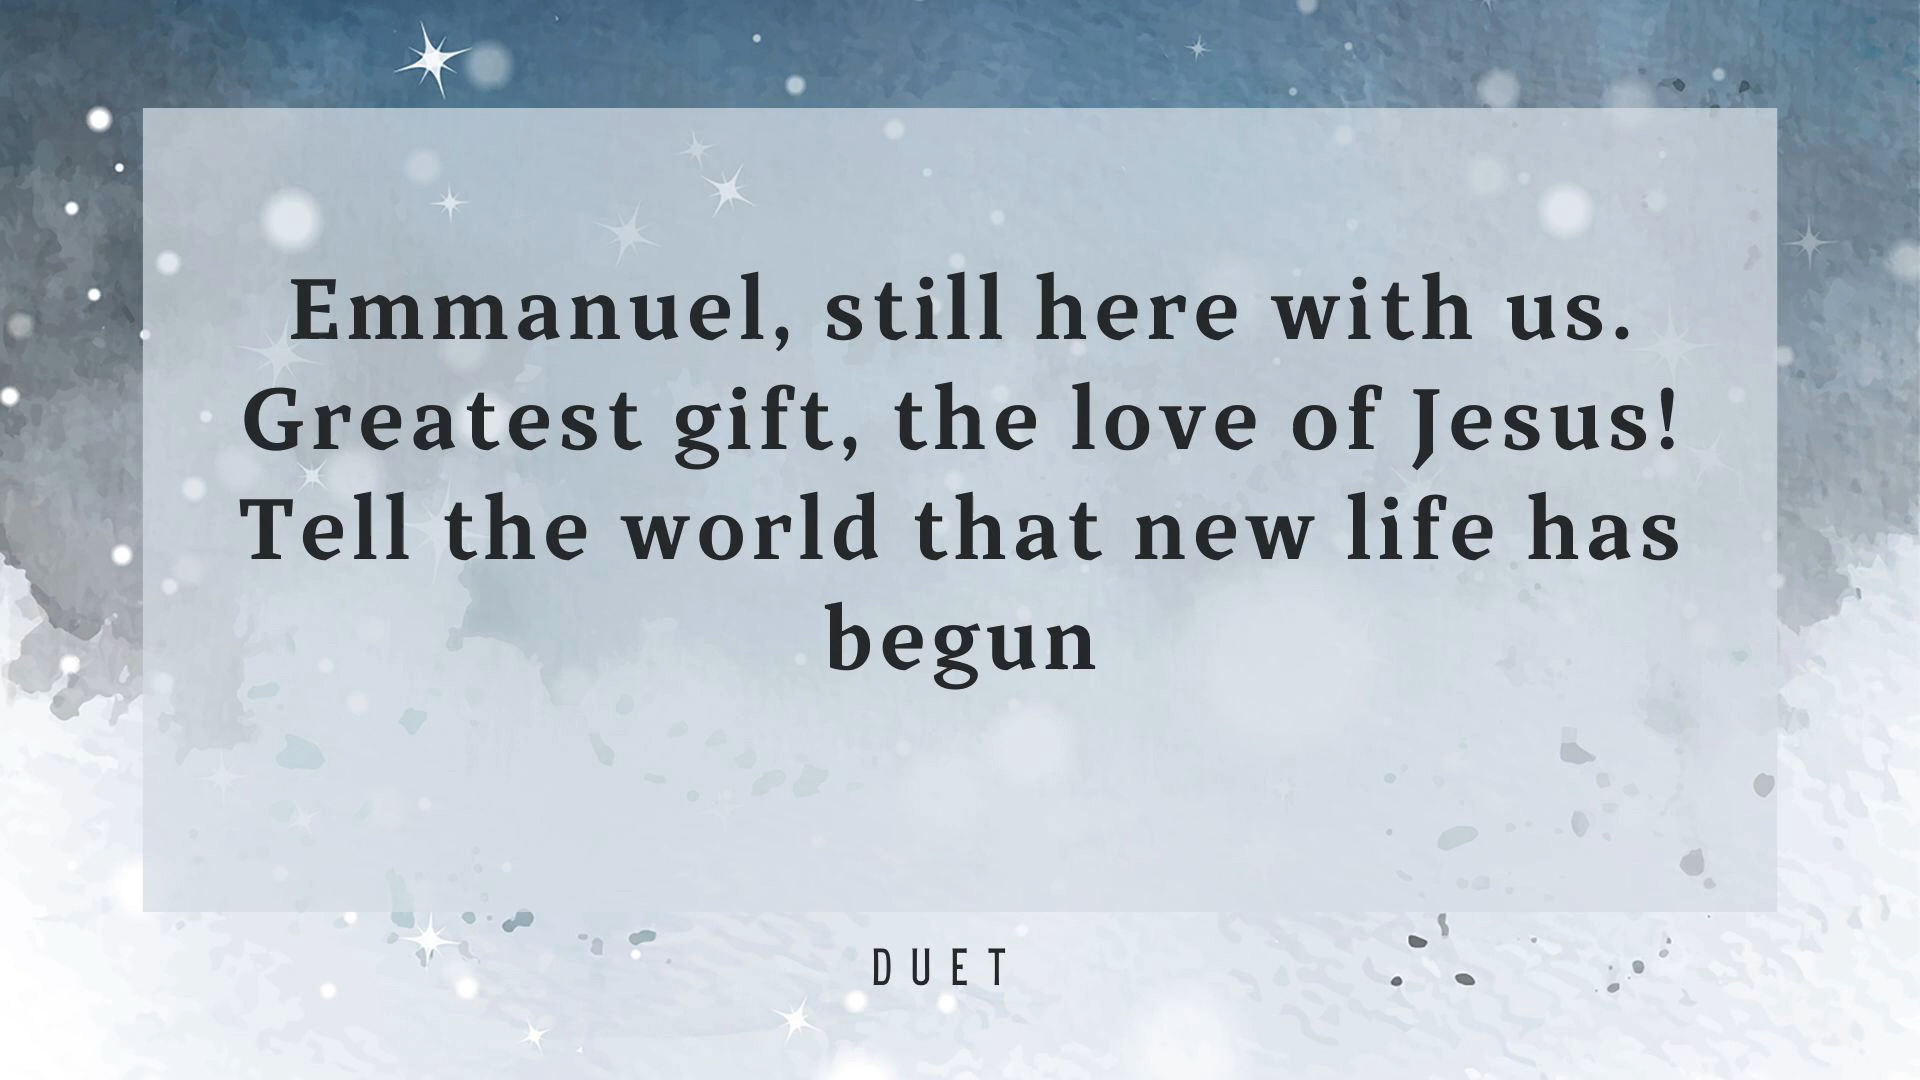 Emmanuel, still here with us.
Greatest gift, the love of Jesus!
Tell the world that new life has
begun
DUET